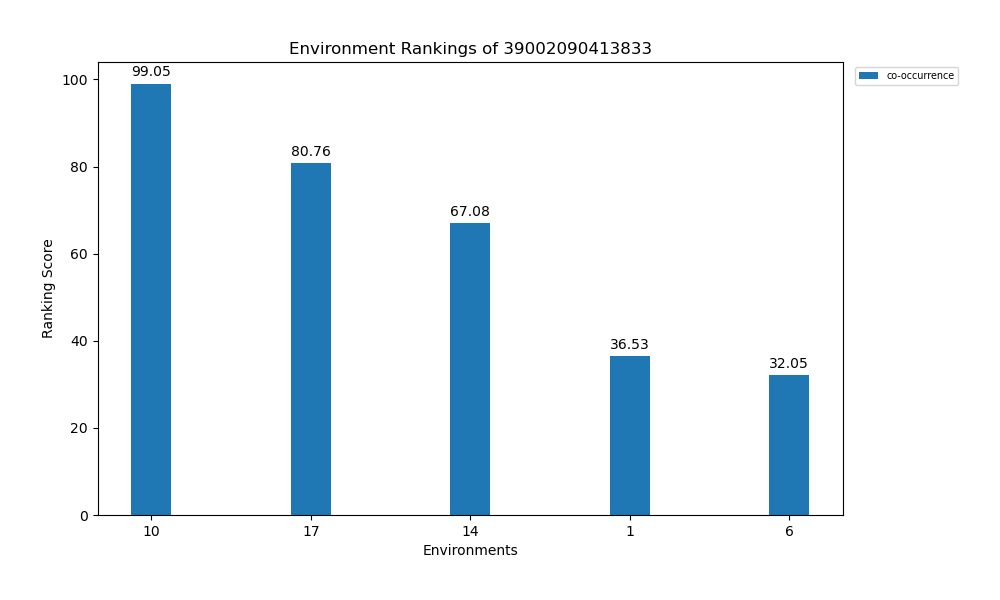 Environment Rankings of 39002090413833
co-occurrence
Ranking Score
100
80
60
40
20
0
99.05
80.76
67.08
36.53
32.05
10 17 14 1 6
Environments